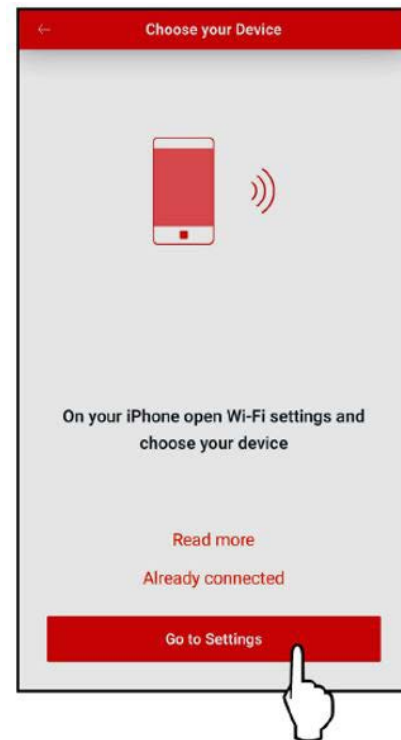 Choose your Device
On your iPhone open Wi-Fi settings and
choose your device
Read more
Already connected
Go to Settings